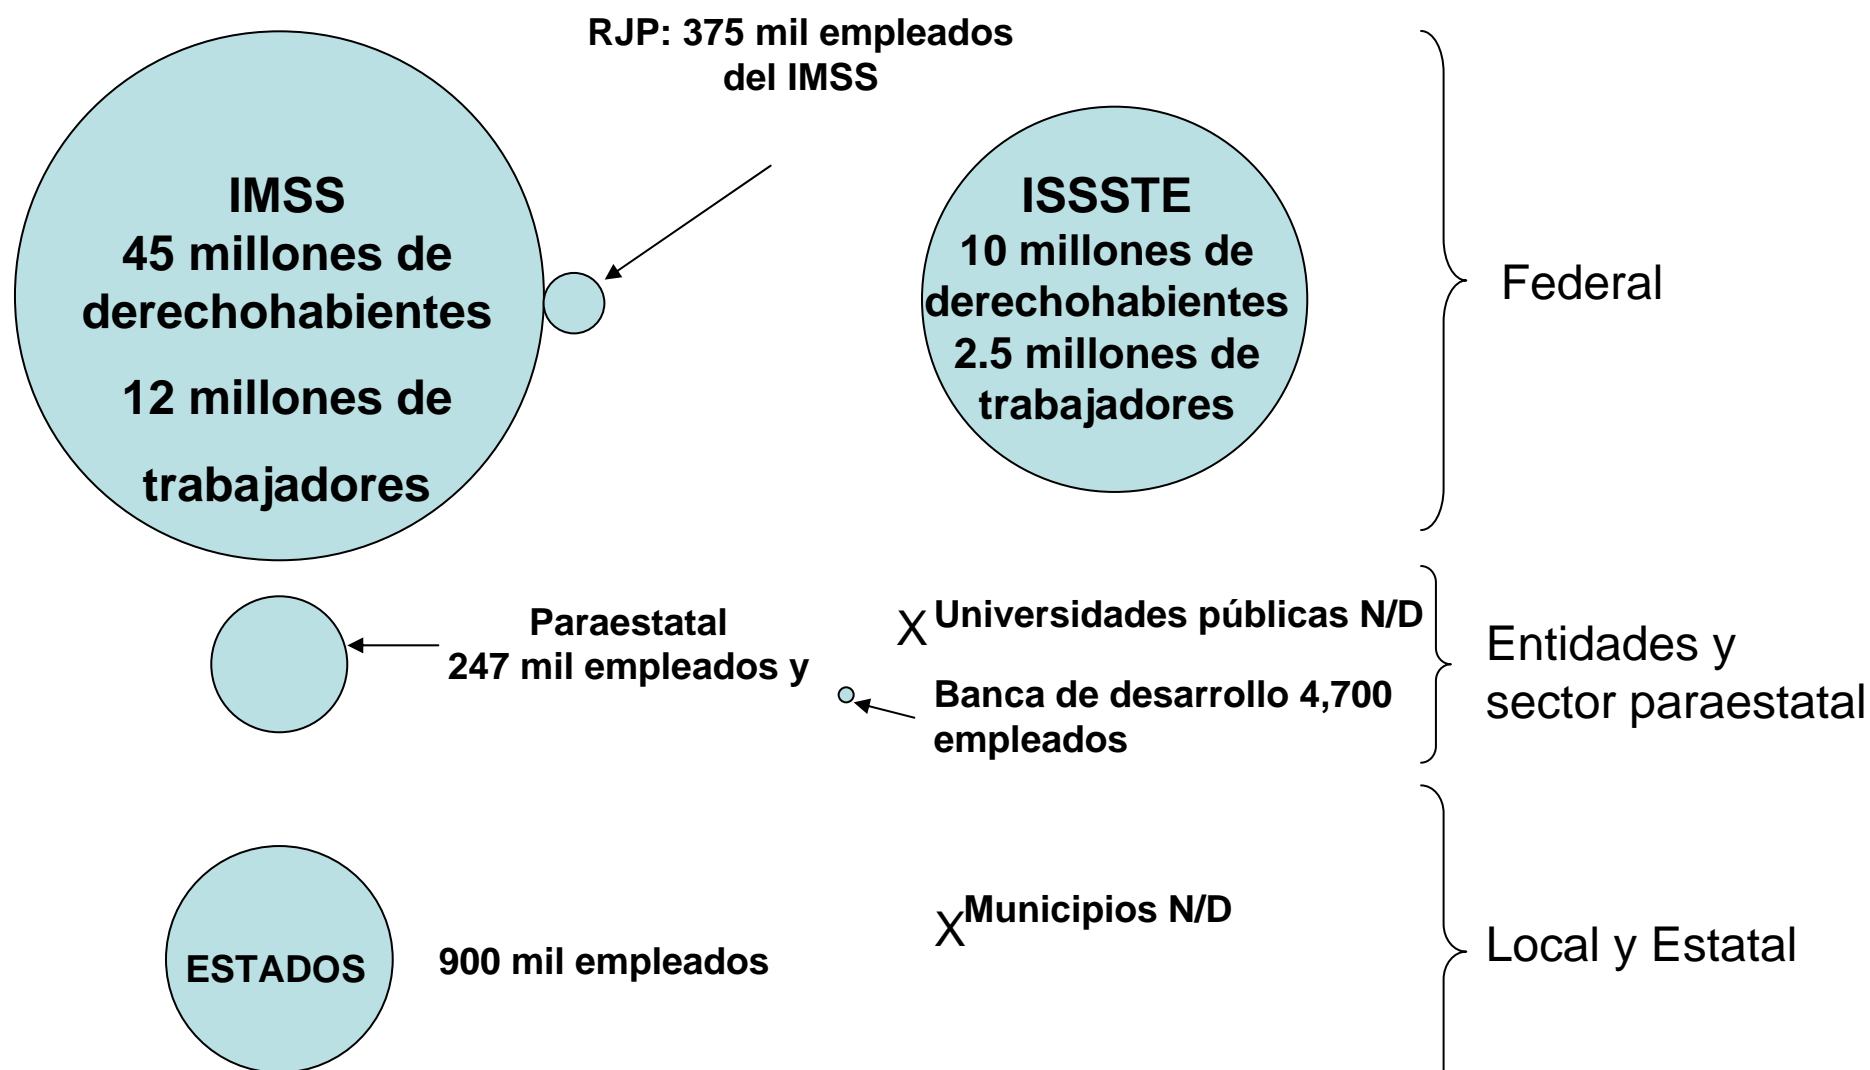 RJP: 375 mil empleados
del IMSS
IMSS
45 millones de
derechohabientes
12 millones de
trabajadores
ISSSTE
10 millones de
derechohabientes
2.5 millones de
trabajadores
Federal
Paraestatal
247 mil empleados y
X Universidades públicas N/D
Banca de desarrollo 4,700
empleados
Entidades y
sector paraestatal
ESTADOS
900 mil empleados
X Municipios N/D
Local y Estatal